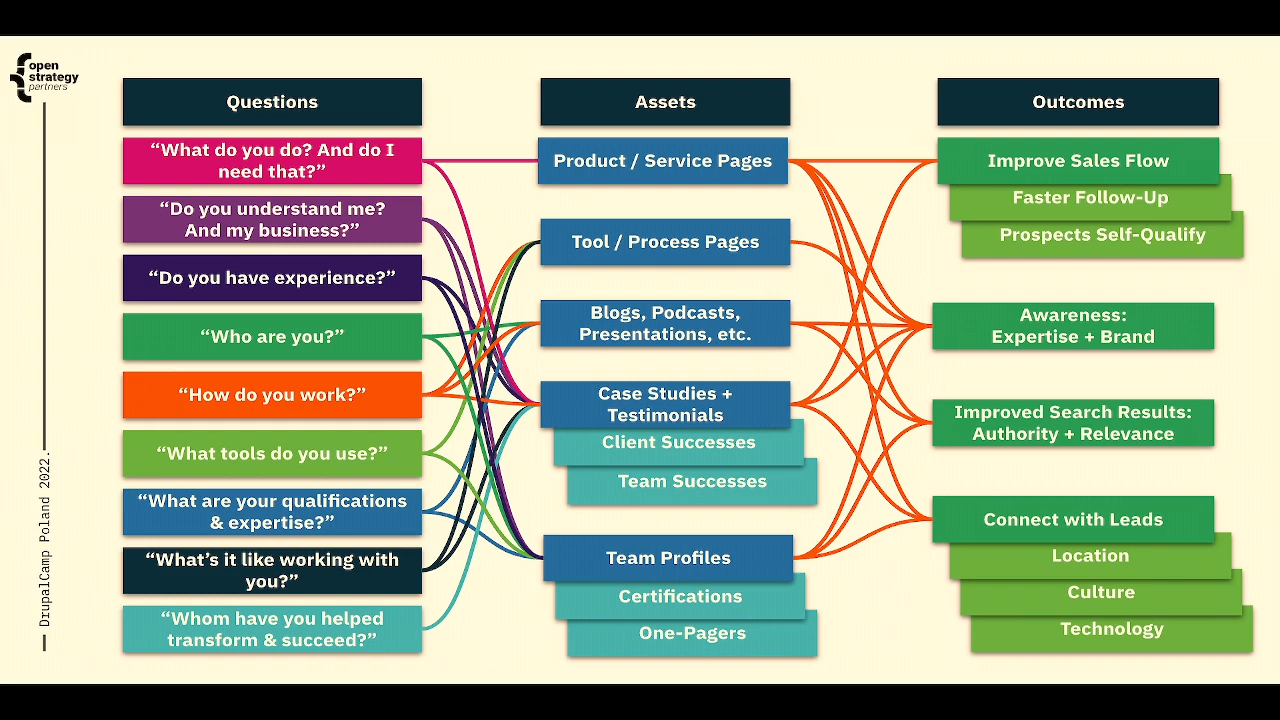 open
strategy
partners
DrupalCamp Poland 2022.
Questions
“What do you do? And do I
need that?”
“Do you understand me?
And my business?”
“Do you have experience?”
“Who are you?”
“How do you work?”
“What tools do you use?”
“What are your qualifications
& expertise?”
“What’s it like working with
you?”
“Whom have you helped
transform & succeed?”
Assets
Product / Service Pages
Tool / Process Pages
Blogs, Podcasts,
Presentations, etc.
Case Studies +
Testimonials
Client Successes
Team Successes
Team Profiles
Certifications
One-Pagers
Outcomes
Improve Sales Flow
Faster Follow-Up
Prospects Self-Qualify
Awareness:
Expertise + Brand
Improved Search Results:
Authority + Relevance
Connect with Leads
Location
Culture
Technology